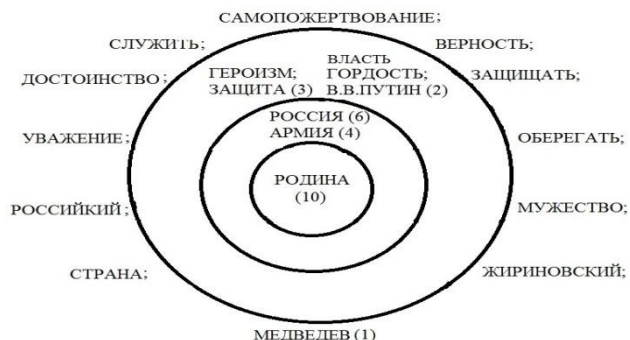 САМОПОЖЕРТВОВАНИЕ;
СЛУЖИТЬ; ВЕРНОСТЬ;
ДОСТОИНСТВО; ГЕРОИЗМ; ЗАЩИТА (3) ВЛАСТЬ ГОРДОСТЬ; В.В.ПУТИН (2) ЗАЩИЩАТЬ;
РОССИЯ (6)
АРМИЯ (4)
УВАЖЕНИЕ; ОБЕРЕГАТЬ;
РОДИНА
(10)
РОССИЙКИЙ; МУЖЕСТВО;
СТРАНА; ЖИРИНОВСКИЙ;
МЕДВЕДЕВ (1)